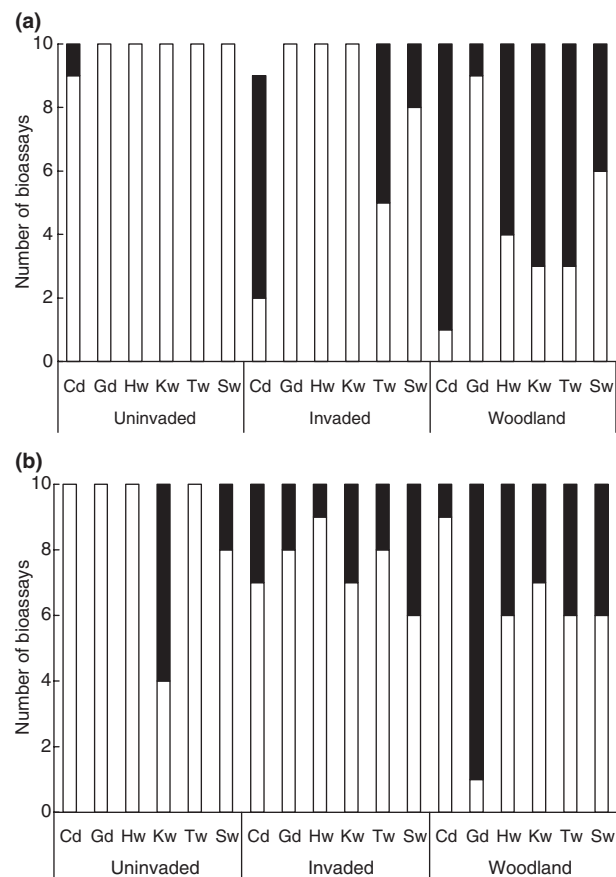 (a)
10
8
6
4
2
0
Number of bioassays
Cd Gd Hw Kw Tw Sw Cd Gd Hw Kw Tw Sw Cd Gd Hw Kw Tw Sw
Uninvaded Invaded Woodland
(b)
10
8
6
4
2
0
Number of bioassays
Cd Gd Hw Kw Tw Sw Cd Gd Hw Kw Tw Sw Cd Gd Hw Kw Tw Sw
Uninvaded Invaded Woodland